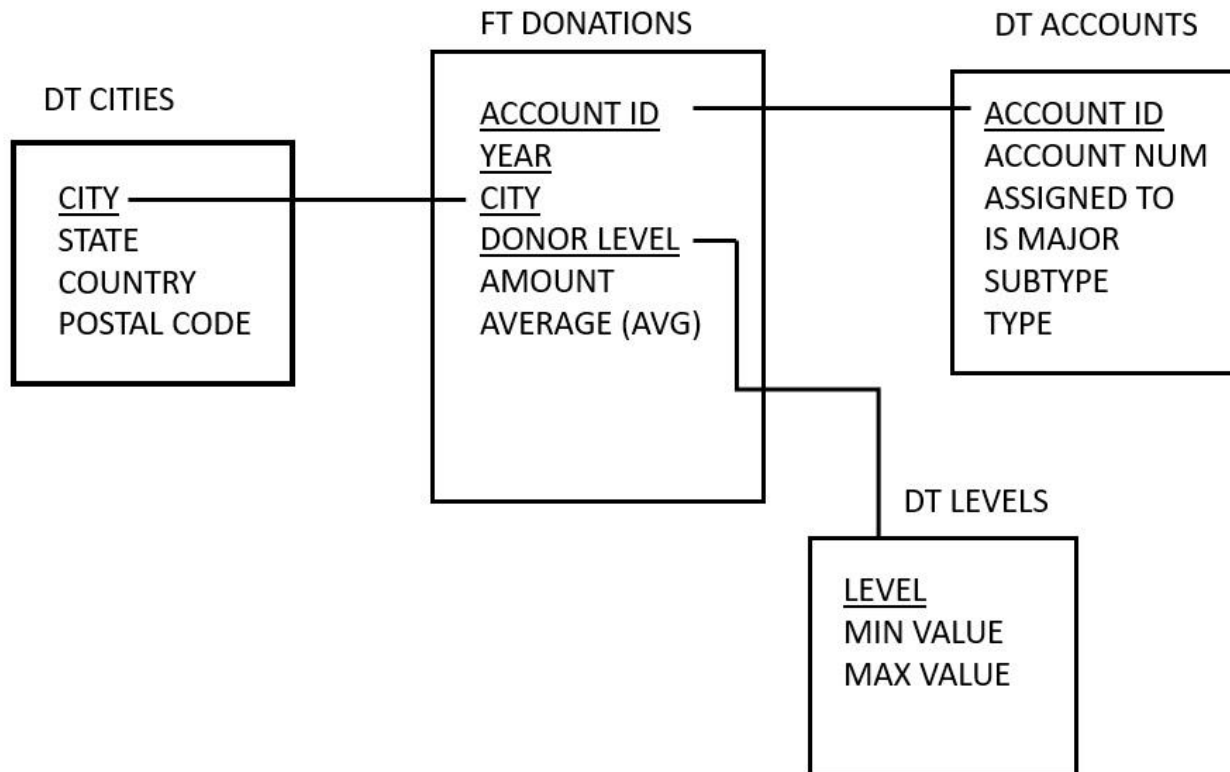 DT CITIES
CITY
STATE
COUNTRY
POSTAL CODE
FT DONATIONS
ACCOUNT ID
YEAR
CITY
DONOR LEVEL
AMOUNT
AVERAGE (AVG)
DT ACCOUNTS
ACCOUNT ID
ACCOUNT NUM
ASSIGNED TO
IS MAJOR
SUBTYPE
TYPE
DT LEVELS
LEVEL
MIN VALUE
MAX VALUE